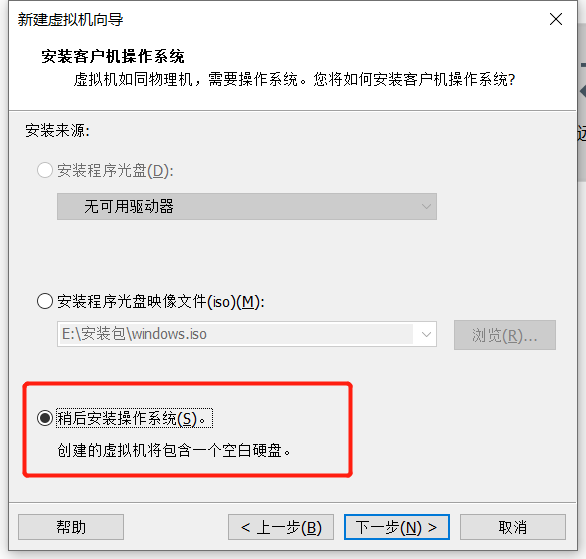 新建虚拟机向导
安装客户机操作系统
虚拟机如同物理机，需要操作系统。您将如何安装客户机操作系统?
安装来源:
安装程序光盘(D):
无可用驱动器
安装程序光盘映像文件(iso)(M):
E:\安装包\windows.iso
浏览(R)...
稍后安装操作系统(S)。
创建的虚拟机将包含一个空白硬盘。
帮助
< 上一步(B)
下一步(N) >
取消